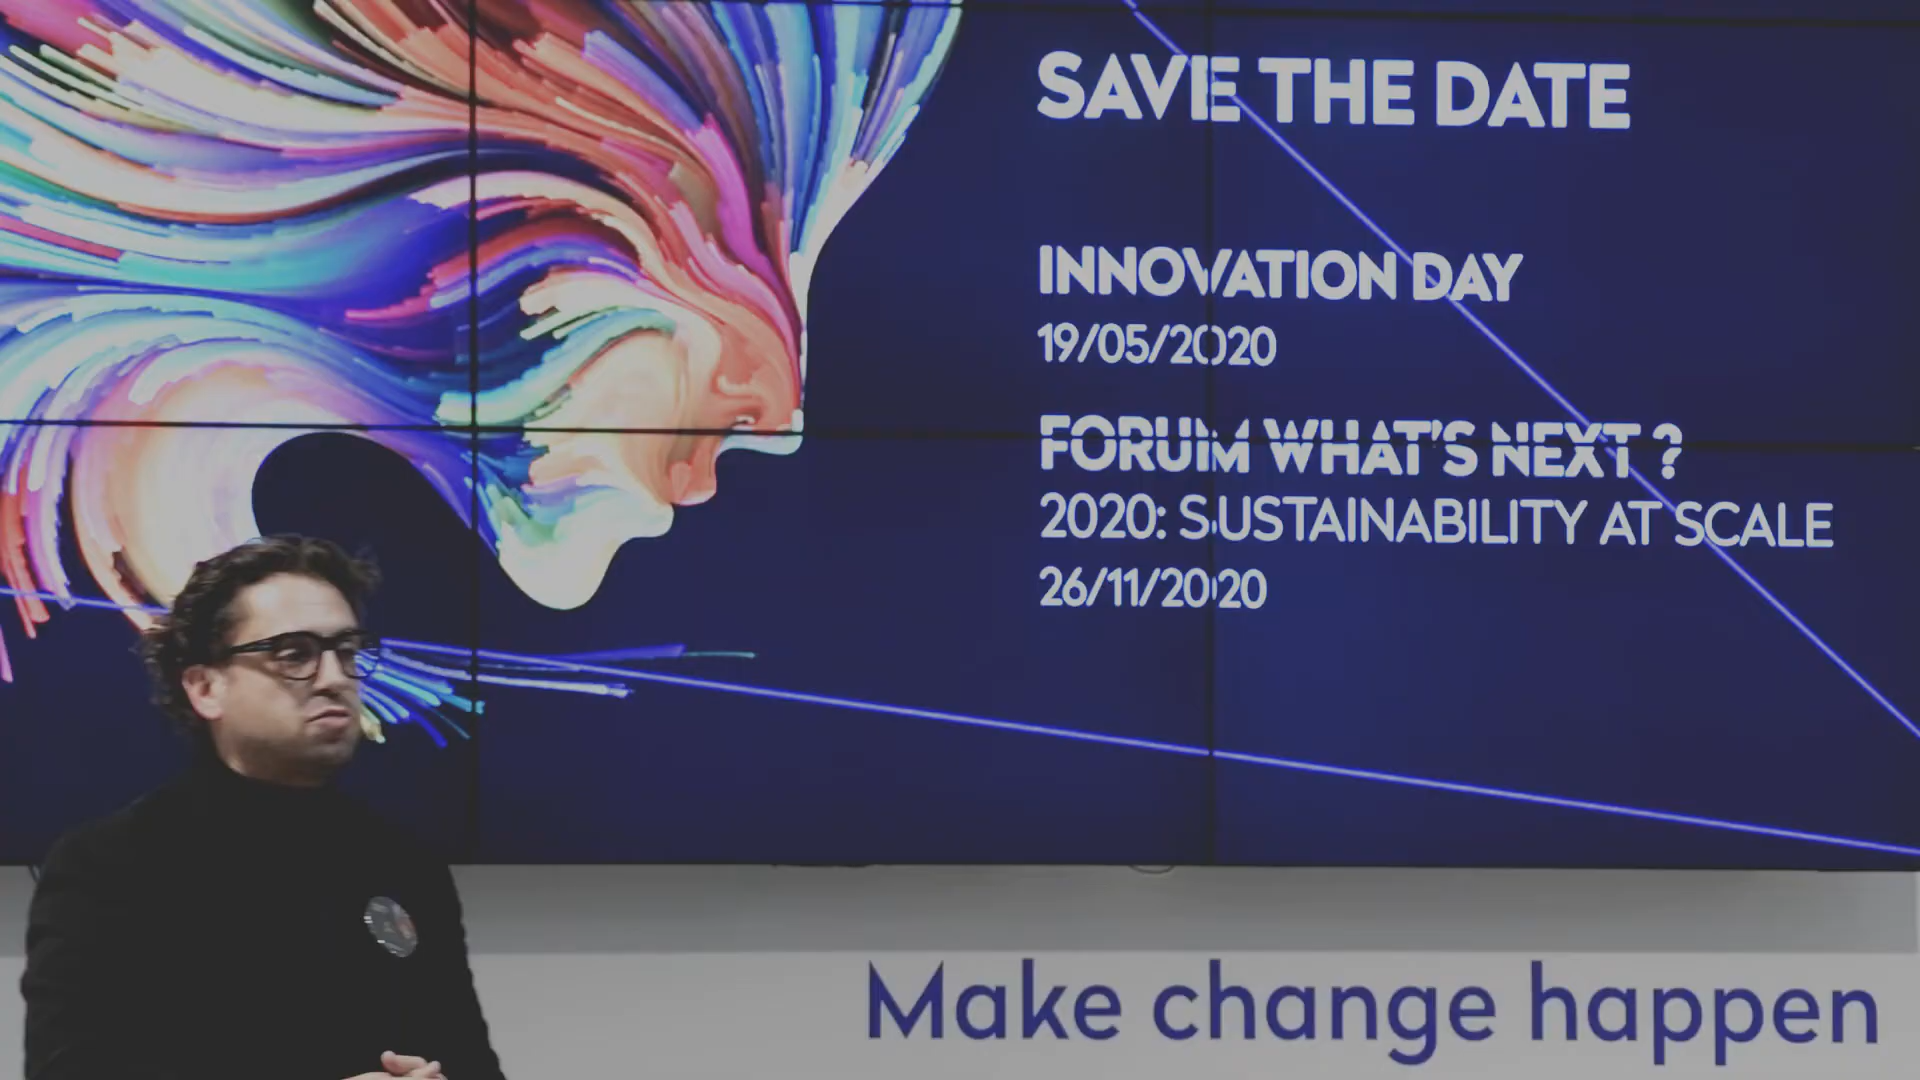 SAVE THE DATE
INNOVATION DAY
19/05/2020
FORUM WHAT'S NEXT ?
2020: SUSTAINABILITY AT SCALE
26/11/2020
Make change happen